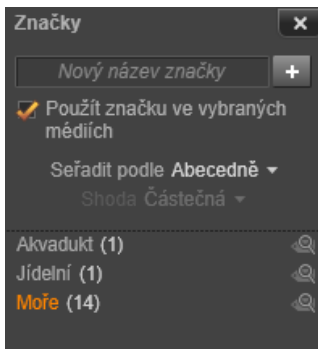 Značky
Nový název značky
Použít značku ve vybraných
médiích
Seřadit podle Abecedně
Shoda Částečná
Akvadukt (1)
Jídelní (1)
Moře (14)